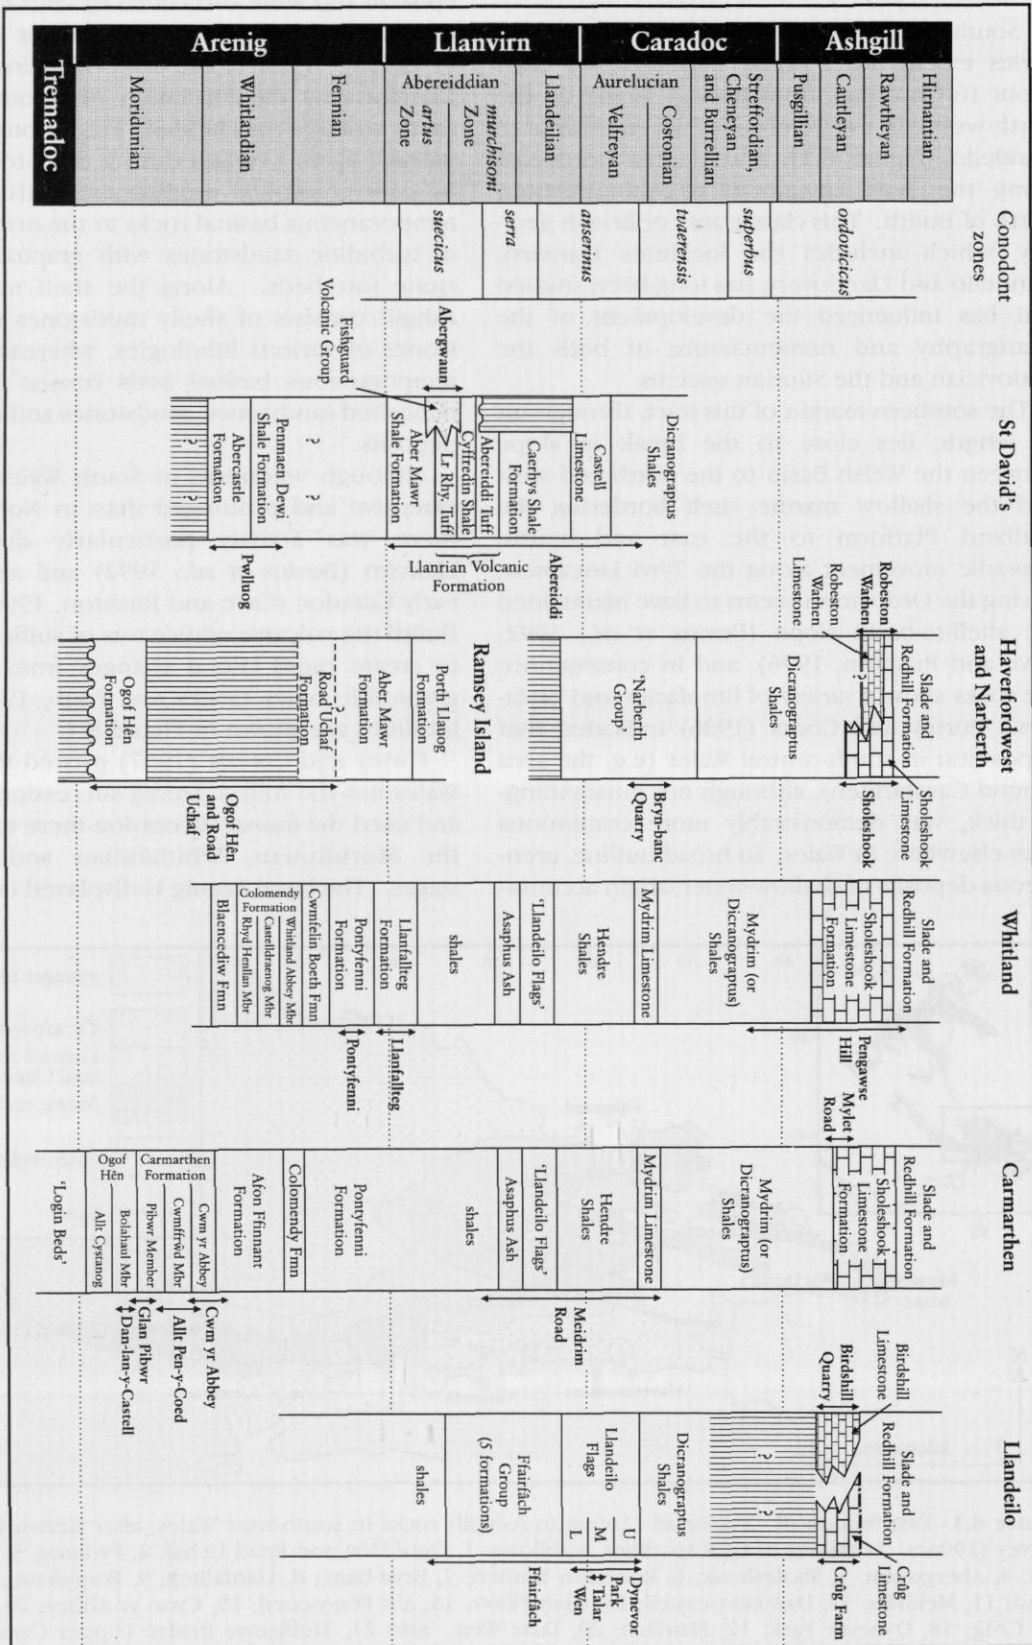 Ashgill
Caradoc
Llanvirn
Arenig
Tremadoc
Hirnantian
Rawtheyan
Cautleyan
Pusgillian
Streffordian,
Cheneyan
and Burrellian
Aurelucian
Costonian
Velfreyan
Llandeilian
Abereiddian
murchisoni
Zone
artus
Zone
Fennian
Whitlandian
Moridunian
Conodont
zones
ordovicicus
superbus
tvaerensis
anserinus
serra
suecicus
St David's
Dicranograptus
Shales
Castell
Limestone
Caerhys Shale
Formation
Abereiddi Tuff
Cyffredin Shale
Lr Rhy. Tuff
Aber Mawr
shale Formation
Abergwaun
Fishguard
Volcanic Group
? ?
Penmaen Dewi
Shale Formation
Abercastle
Formation
? ?
Abereiddi
Llanrian Volcanic
Formation
Pwlluog
Haverfordwest
and Narberth
Robeston
Wathen
Robeston
Wathen
Limestone
Slade and
Redhill Formation
?
Sholeshook
Limestone
Sholeshook
Dicranograptus
Shales
'Narberth
Group'
Bryn-banc
Quarry
Ramsey Island
Porth Llauog
Formation
Aber Mawr
Formation
Road Uchaf
Formation
Ogof Hên
Formation
Ogof Hên
and Road
Uchaf
Whitland
Slade and
Redhill Formation
Sholeshook
Limestone
Formation
Mydrim (or
Dicranograptus)
Shales
Mydrim Limestone
Hendre
Shales
'Llandeilo Flags'
Asaphus Ash
shales
Llanfallteg
Formation
Pontyfenni
Formation
Cwmfelin Boeth Fmn
Colomendy
Formation
Whitland Abbey Mbr
Castelldraenog Mbr
Rhyd Henllan Mbr
Blaencediw Fmn
Pengawse
Hill
Mylet
Road
Llanfallteg
Pontyfenni
Carmarthen
Slade and
Redhill Formation
Sholeshook
Limestone
Formation
Mydrim (or
Dicranograptus)
Shales
Mydrim Limestone
Hendre
Shales
'Llandeilo Flags'
Asaphus Ash
shales
Pontyfenni
Formation
Colomendy Fmn
Afon Ffinnant
Formation
Carmarthen
Formation
Cwm yr Abbey
Cwmffrŵd Mbr
Pibwr Member
Ogof
Hên
Bolahaul Mbr
Allt Cystanog
'Login Beds'
Meidrim
Road
Cwm yr Abbey
Allt Pen-y-Coed
Glan Pibwr
Dan-lan-y-Castell
Llandeilo
Birdshill
Limestone
Birdshill
Quarry
Slade and
Redhill Formation
Crûg
Limestone
Crûg Farm
? ?
Dicranograptus
Shales
Llandeilo
Flags
U
M
L
Ffairfâch
Group
(5 formations)
shales
Dynevor
Park
Talar
Wen
Ffairfâch